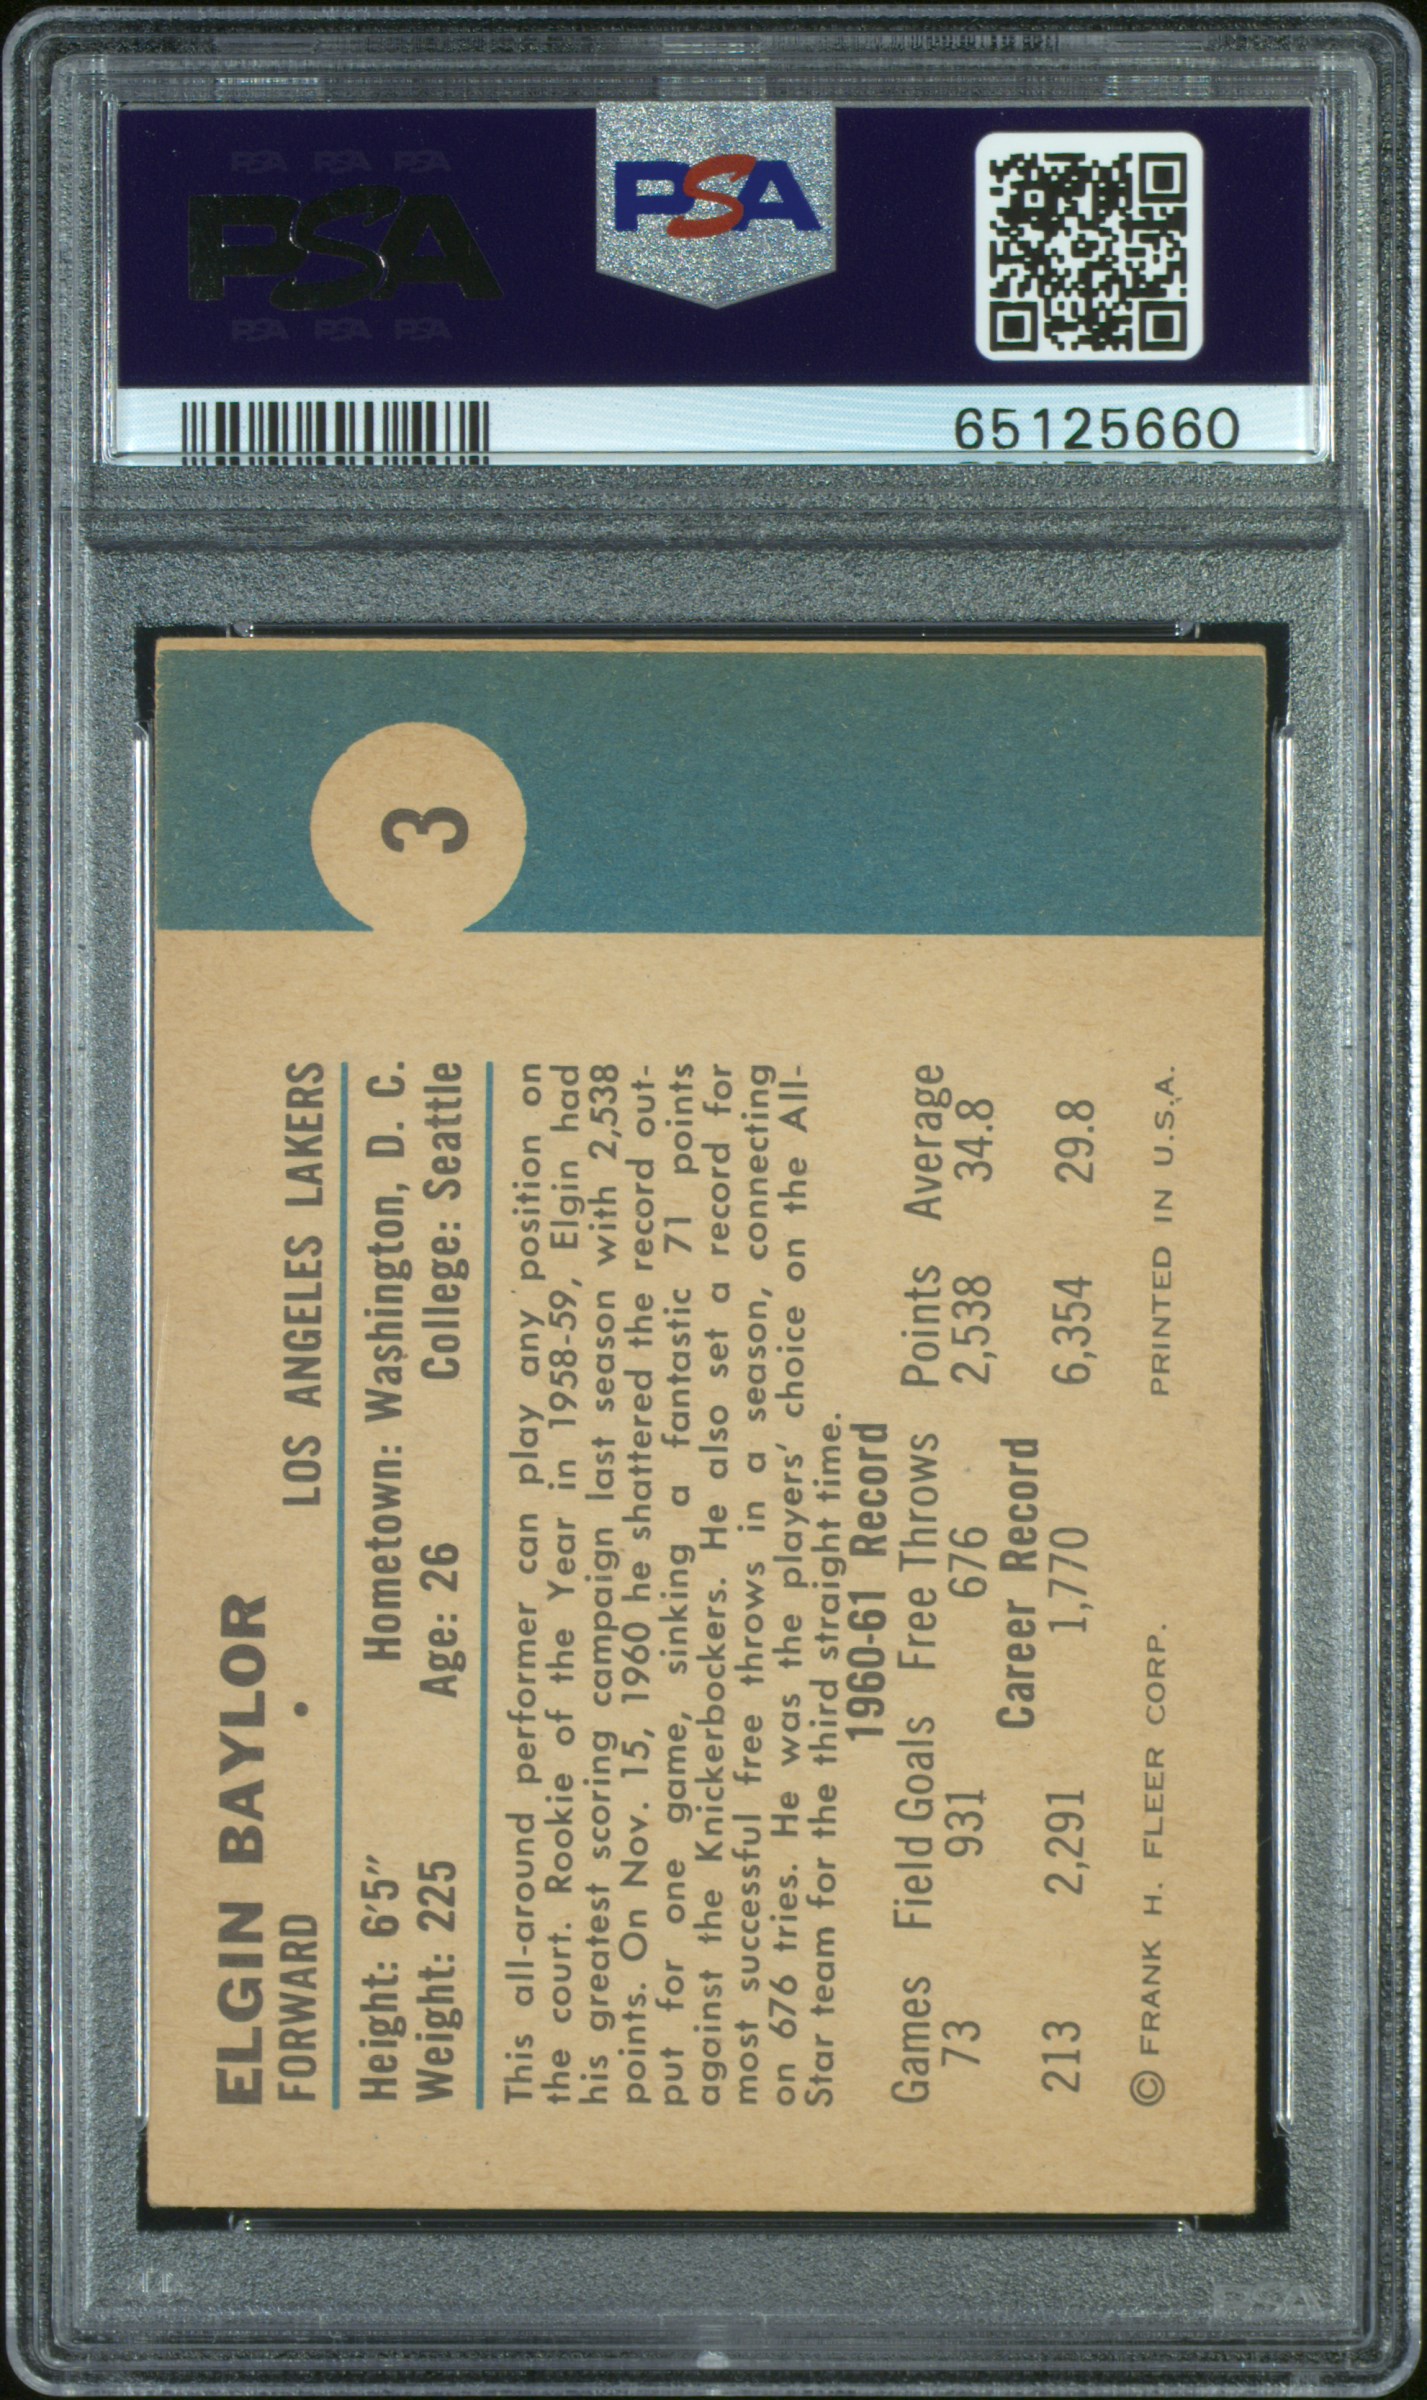 PSA PSA PSA
PSA
PSA PSA PSA
PSA
65125660
3
ELGIN BAYLOR
FORWARD • LOS ANGELES LAKERS
Height: 6'5" Hometown: Washington, D. C.
Weight: 225 Age: 26 College: Seattle
This all-around performer can play any position on
the court. Rookie of the Year in 1958-59, Elgin had
his greatest scoring campaign last season with 2,538
points. On Nov. 15, 1960 he shattered the record out-
put for one game, sinking a fantastic 71 points
against the Knickerbockers. He also set a record for
most successful free throws in a season, connecting
on 676 tries. He was the players' choice on the All-
Star team for the third straight time.
1960-61 Record
Games Field Goals Free Throws Points Average
73 931 676 2,538 34.8
Career Record
213 2,291 1,770 6,354 29.8
© FRANK H. FLEER CORP. PRINTED IN U.S.A.
PSA